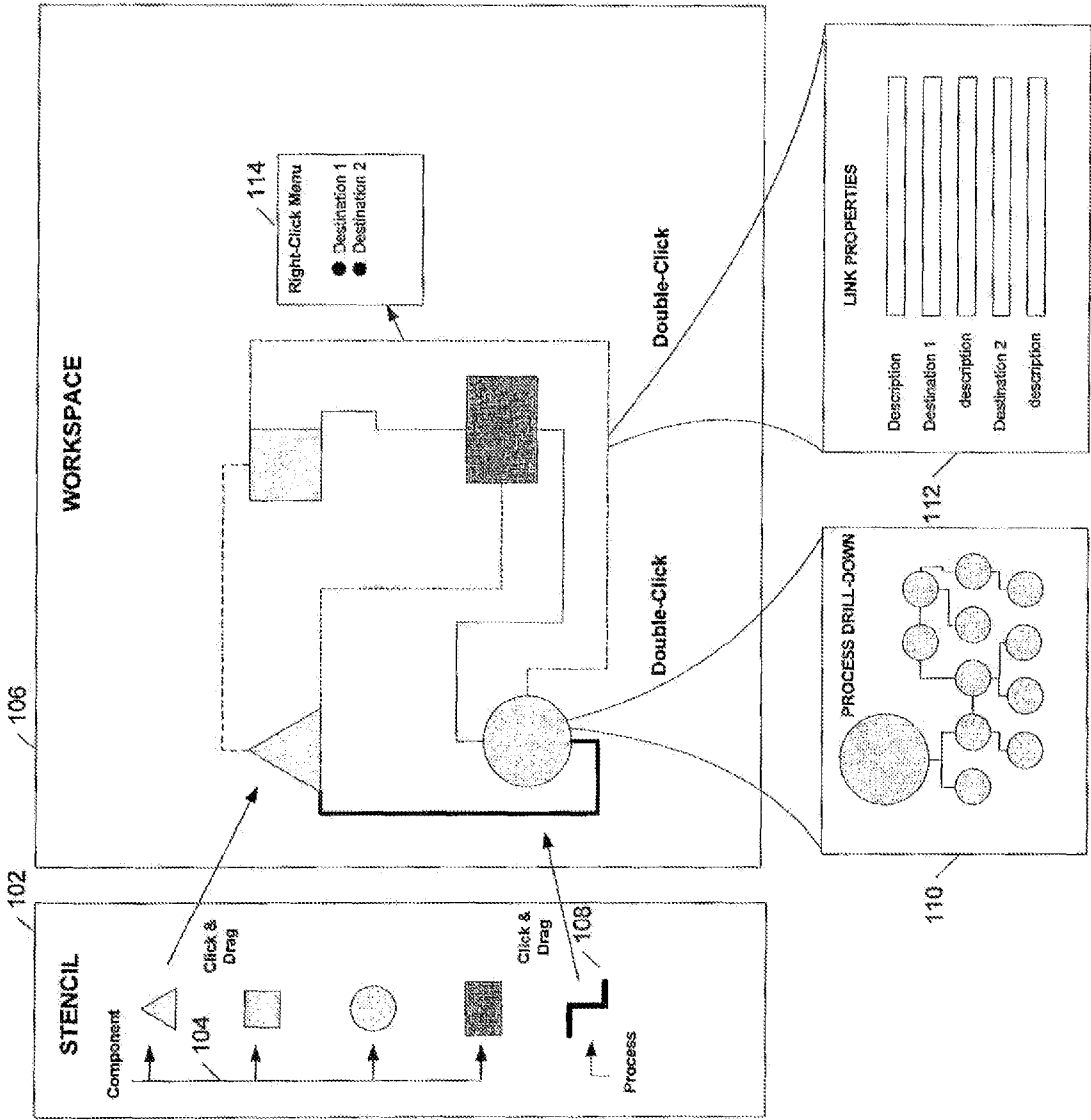 102
STENCIL
Component
104
Click &
Drag
Click &
Drag
108
Process
106
WORKSPACE
114
Right-Click Menu
Destination 1
Destination 2
Double-Click
Double-Click
110
PROCESS DRILL-DOWN
112
LINK PROPERTIES
Description
Destination 1
description
Destination 2
description